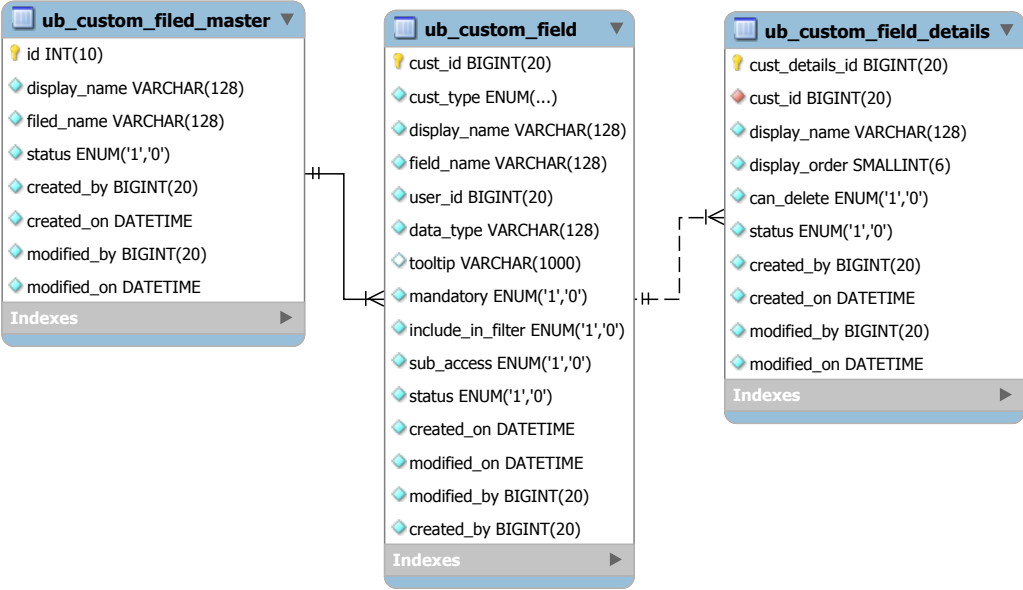 ub_custom_filed_master
id INT(10)
display_name VARCHAR(128)
filed_name VARCHAR(128)
status ENUM('1','0')
created_by BIGINT(20)
created_on DATETIME
modified_by BIGINT(20)
modified_on DATETIME
Indexes
ub_custom_field
cust_id BIGINT(20)
cust_type ENUM(...)
display_name VARCHAR(128)
field_name VARCHAR(128)
user_id BIGINT(20)
data_type VARCHAR(128)
tooltip VARCHAR(1000)
mandatory ENUM('1','0')
include_in_filter ENUM('1','0')
sub_access ENUM('1','0')
status ENUM('1','0')
created_on DATETIME
modified_on DATETIME
modified_by BIGINT(20)
created_by BIGINT(20)
Indexes
ub_custom_field_details
cust_details_id BIGINT(20)
cust_id BIGINT(20)
display_name VARCHAR(128)
display_order SMALLINT(6)
can_delete ENUM('1','0')
status ENUM('1','0')
created_by BIGINT(20)
created_on DATETIME
modified_by BIGINT(20)
modified_on DATETIME
Indexes